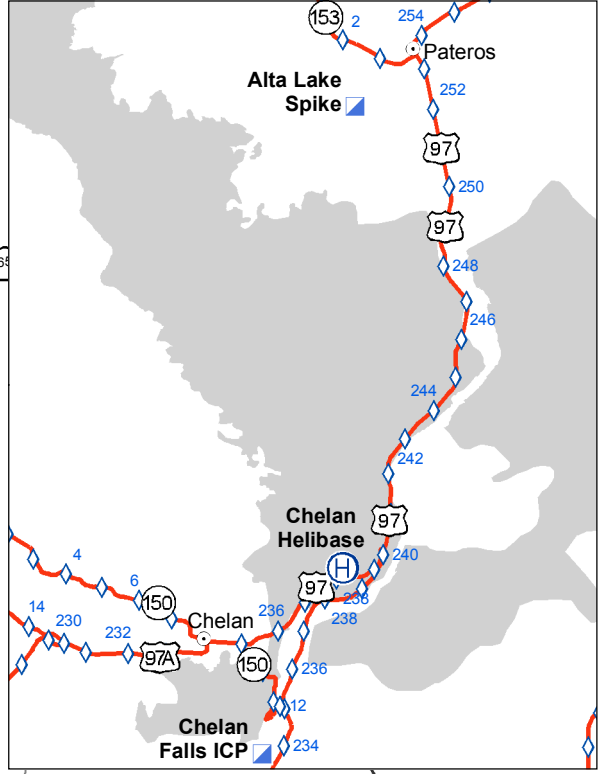 153
2
254
Pateros
Alta Lake
Spike
252
97
250
97
248
246
244
242
Chelan
Helibase
97
240
H
97
238
238
4
6
150
14
230
232
97A
Chelan
236
150
236
12
Chelan
Falls ICP
234